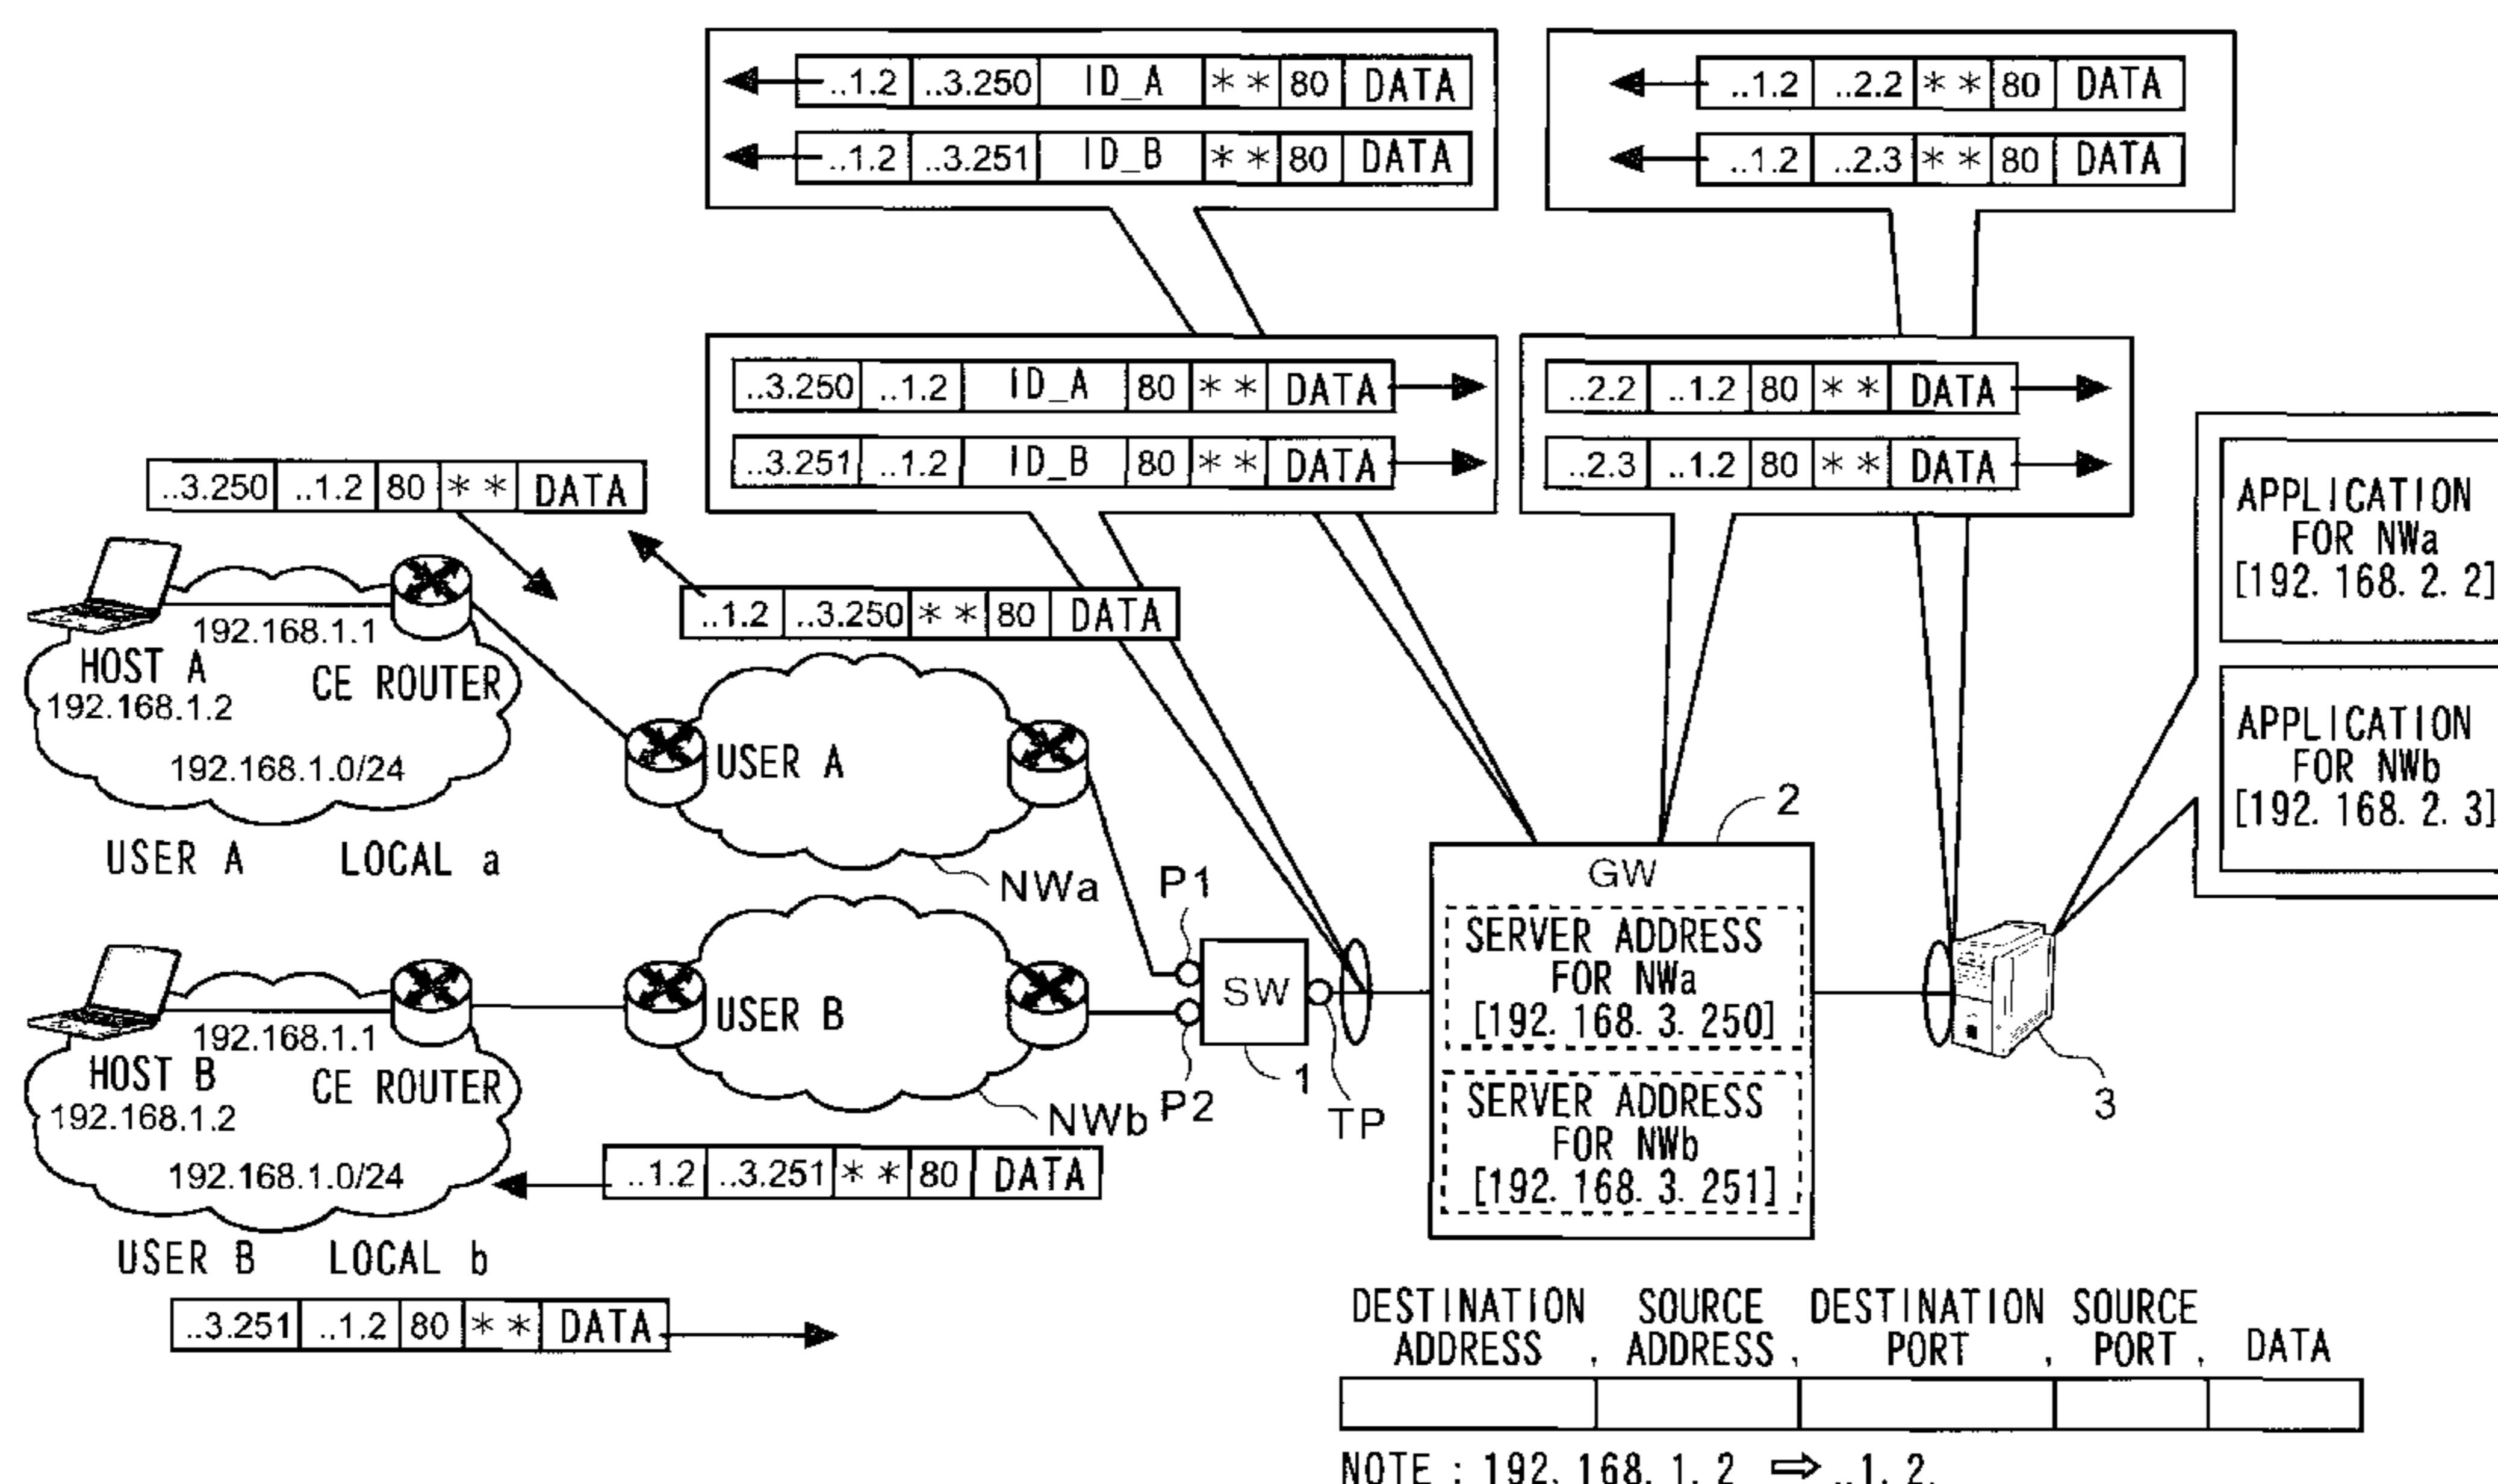 ..1.2 ..3.250 ID_A ** 80 DATA
..1.2 ..3.251 ID_B ** 80 DATA
..1.2 ..2.2 ** 80 DATA
..1.2 ..2.3 ** 80 DATA
..3.250 ..1.2 ID_A 80 ** DATA
..3.251 ..1.2 ID_B 80 ** DATA
..2.2 ..1.2 80 ** DATA
..2.3 ..1.2 80 ** DATA
APPLICATION
FOR NWa
[192.168.2.2]
APPLICATION
FOR NWb
[192.168.2.3]
..3.250 ..1.2 80 ** DATA
..1.2 ..3.250 ** 80 DATA
192.168.1.1
HOST A
192.168.1.2
CE ROUTER
192.168.1.0/24
USER A LOCAL a
USER A
NWa
192.168.1.1
HOST B
192.168.1.2
CE ROUTER
192.168.1.0/24
USER B LOCAL b
USER B
NWb
P1
P2
SW
1
TP
2
GW
SERVER ADDRESS
FOR NWa
[192.168.3.250]
SERVER ADDRESS
FOR NWb
[192.168.3.251]
3
..1.2 ..3.251 ** 80 DATA
..3.251 ..1.2 80 ** DATA
DESTINATION ADDRESS , SOURCE ADDRESS , DESTINATION PORT , SOURCE PORT , DATA
NOTE : 192.168.1.2 ⇒ ..1.2.